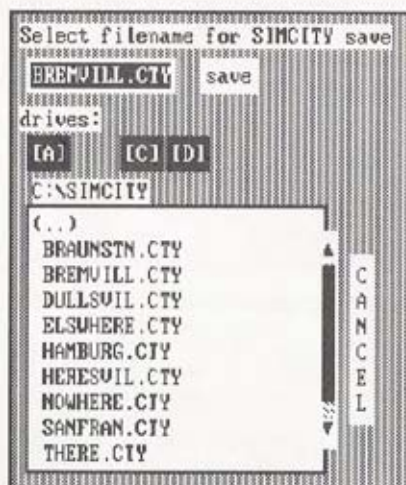 Select filename for SIMCITY save
BREMVILL.CTY save
drives:
[A] [C] [D]
C:\SIMCITY
(..)
BRAUNSTN.CTY
BREMVILL.CTY
DULLSVIL.CTY
ELSWHERE.CTY
HAMBURG.CTY
HERESVIL.CTY
NOWHERE.CTY
SANFRAN.CTY
THERE.CTY
CANCEL